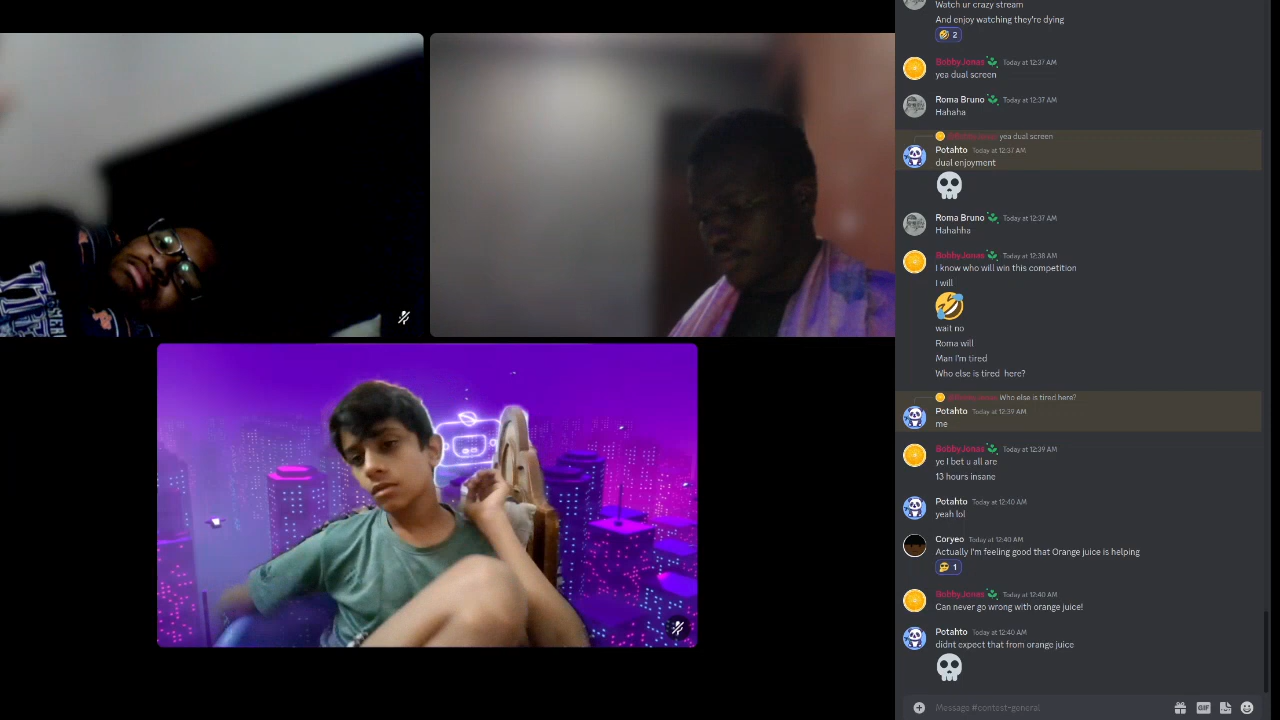 Watch ur crazy stream
And enjoy watching they're dying
2
BobbyJonas Today at 12:37 AM
yea dual screen
Roma Bruno Today at 12:37 AM
Hahaha
yea dual screen
Potahto Today at 12:37 AM
dual enjoyment
Roma Bruno Today at 12:37 AM
Hahahha
BobbyJonas Today at 12:38 AM
I know who will win this competition
I will
wait no
Roma will
Man I'm tired
Who else is tired here?
Who else is tired here?
Potahto Today at 12:39 AM
me
BobbyJonas Today at 12:39 AM
ye I bet u all are
13 hours insane
Potahto Today at 12:40 AM
yeah lol
Coryeo Today at 12:40 AM
Actually I'm feeling good that Orange juice is helping
1
BobbyJonas Today at 12:40 AM
Can never go wrong with orange juice!
Potahto Today at 12:40 AM
didnt expect that from orange juice
Message #contest-general
GIF